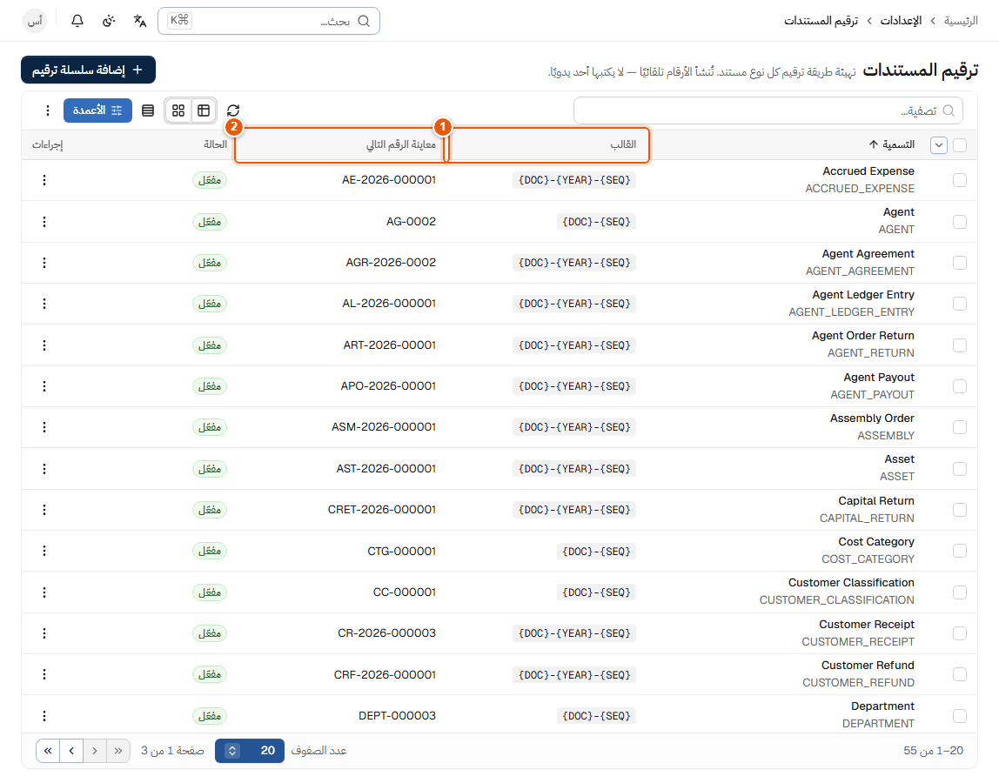 الرئيسية > الإعدادات > ترقيم المستندات
بحث...
⌘K
أس
ترقيم المستندات تهيئة طريقة ترقيم كل نوع مستند. تُنشأ الأرقام تلقائيًا — لا يكتبها أحد يدويًا.
+ إضافة سلسلة ترقيم
تصفية...
الأعمدة
1
2
التسمية ↑ القالب معاينة الرقم التالي الحالة إجراءات
Accrued Expense
ACCRUED_EXPENSE
{DOC}-{YEAR}-{SEQ}
AE-2026-000001
مفعّل
Agent
AGENT
{DOC}-{SEQ}
AG-0002
مفعّل
Agent Agreement
AGENT_AGREEMENT
{DOC}-{YEAR}-{SEQ}
AGR-2026-0002
مفعّل
Agent Ledger Entry
AGENT_LEDGER_ENTRY
{DOC}-{YEAR}-{SEQ}
AL-2026-000001
مفعّل
Agent Order Return
AGENT_RETURN
{DOC}-{YEAR}-{SEQ}
ART-2026-00001
مفعّل
Agent Payout
AGENT_PAYOUT
{DOC}-{YEAR}-{SEQ}
APO-2026-00001
مفعّل
Assembly Order
ASSEMBLY
{DOC}-{YEAR}-{SEQ}
ASM-2026-000001
مفعّل
Asset
ASSET
{DOC}-{YEAR}-{SEQ}
AST-2026-000001
مفعّل
Capital Return
CAPITAL_RETURN
{DOC}-{YEAR}-{SEQ}
CRET-2026-000001
مفعّل
Cost Category
COST_CATEGORY
{DOC}-{SEQ}
CTG-000001
مفعّل
Customer Classification
CUSTOMER_CLASSIFICATION
{DOC}-{SEQ}
CC-000001
مفعّل
Customer Receipt
CUSTOMER_RECEIPT
{DOC}-{YEAR}-{SEQ}
CR-2026-000003
مفعّل
Customer Refund
CUSTOMER_REFUND
{DOC}-{YEAR}-{SEQ}
CRF-2026-000001
مفعّل
Department
DEPARTMENT
{DOC}-{SEQ}
DEPT-000003
مفعّل
1–20 من 55
عدد الصفوف 20
صفحة 1 من 3